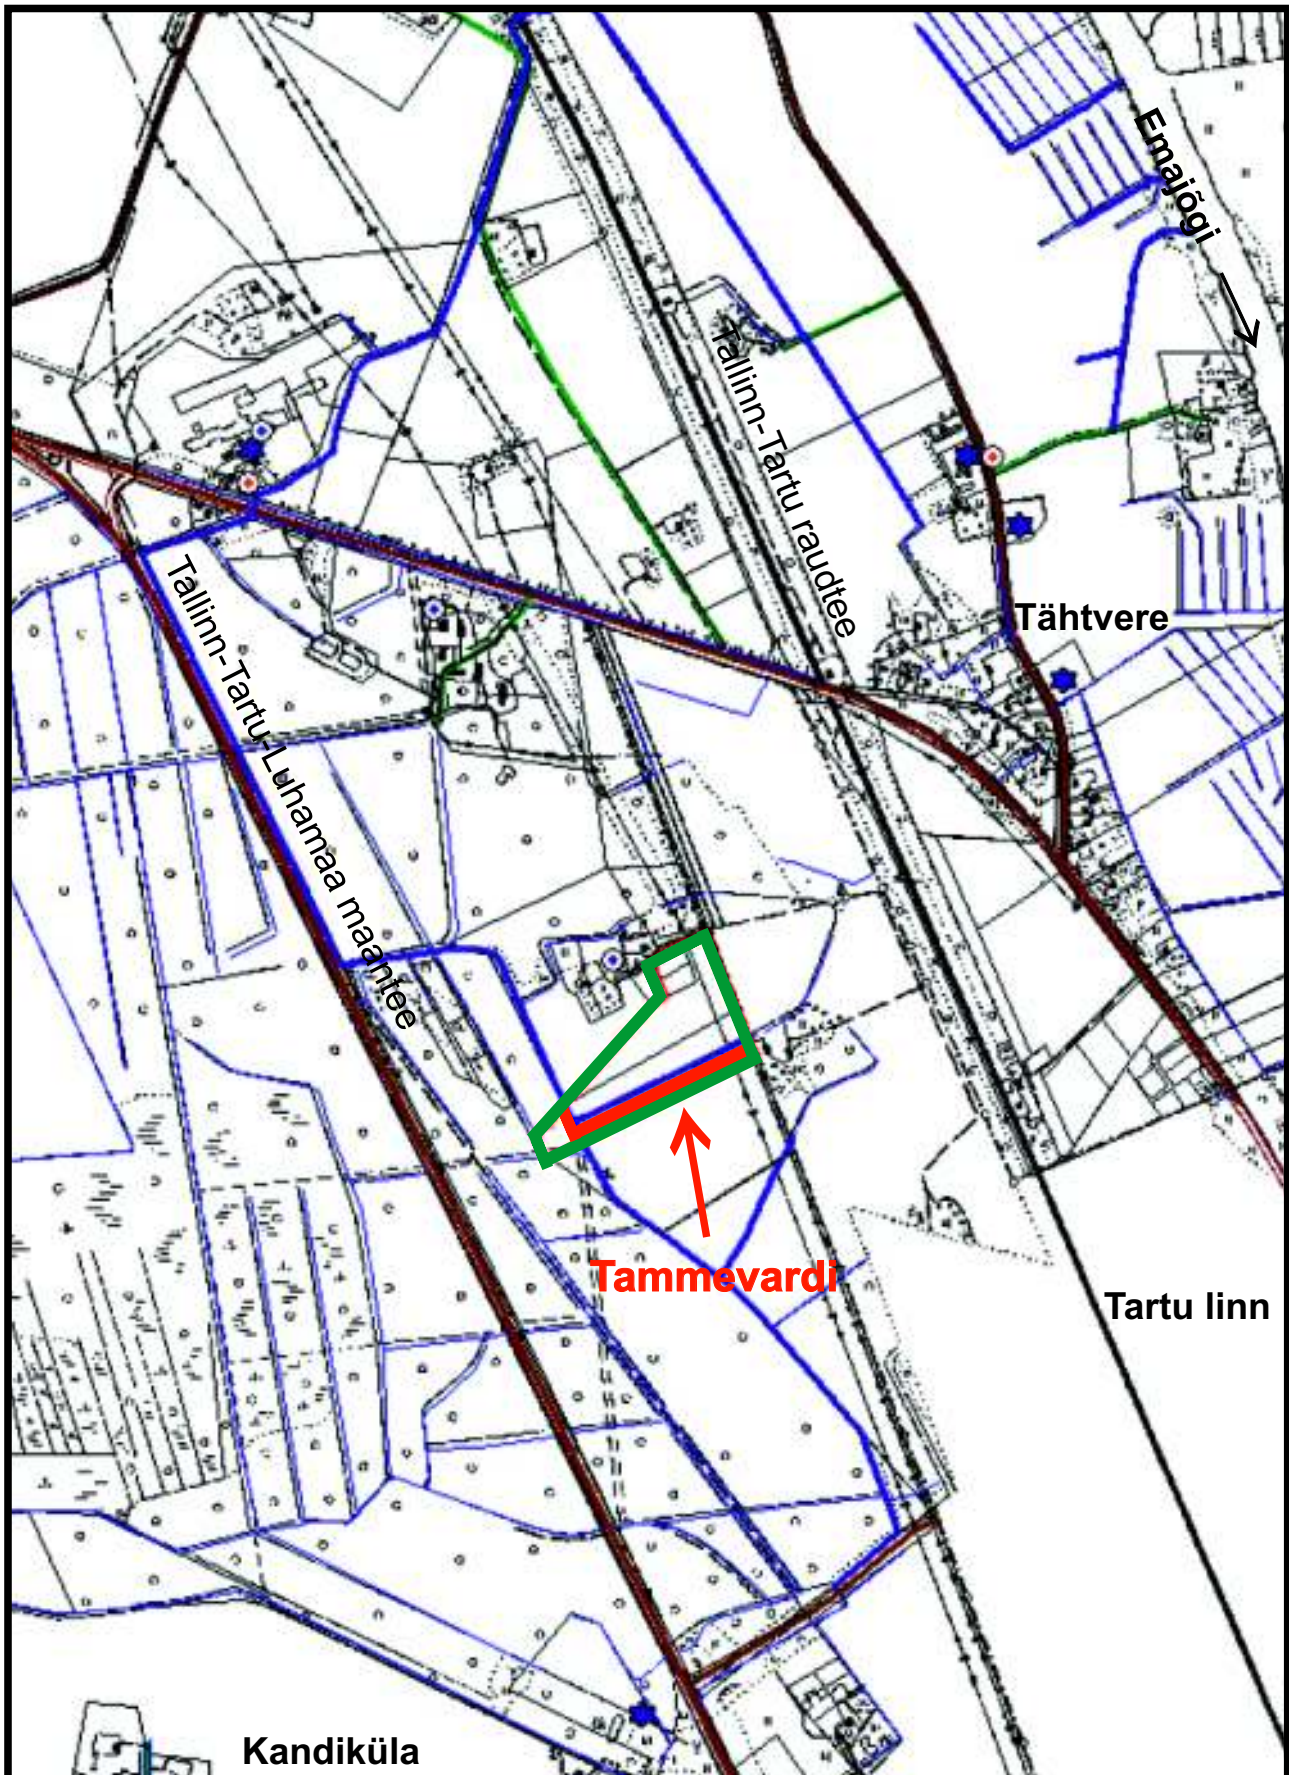 Emajõgi
Tallinn-Tartu raudtee
Tallinn-Tartu-Luhamaa maantee
Tähtvere
Tammevardi
Tartu linn
Kandiküla